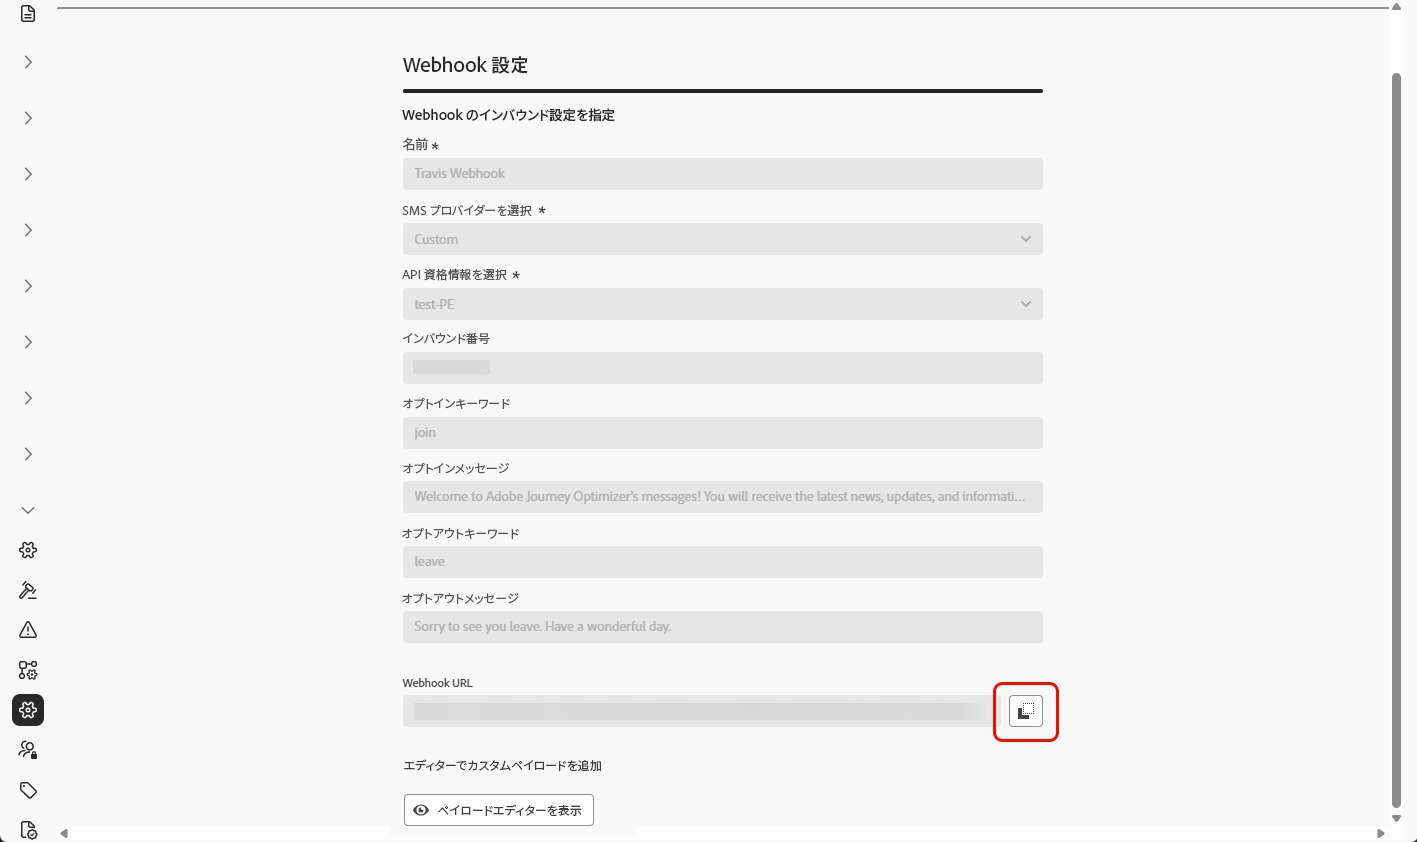 Webhook 設定
Webhook のインバウンド設定を指定
名前 *
Travis Webhook
SMS プロバイダーを選択 *
Custom
API 資格情報を選択 *
test-PE
インバウンド番号
オプトインキーワード
join
オプトインメッセージ
Welcome to Adobe Journey Optimizer's messages! You will receive the latest news, updates, and informati...
オプトアウトキーワード
leave
オプトアウトメッセージ
Sorry to see you leave. Have a wonderful day.
Webhook URL
エディターでカスタムペイロードを追加
ペイロードエディターを表示